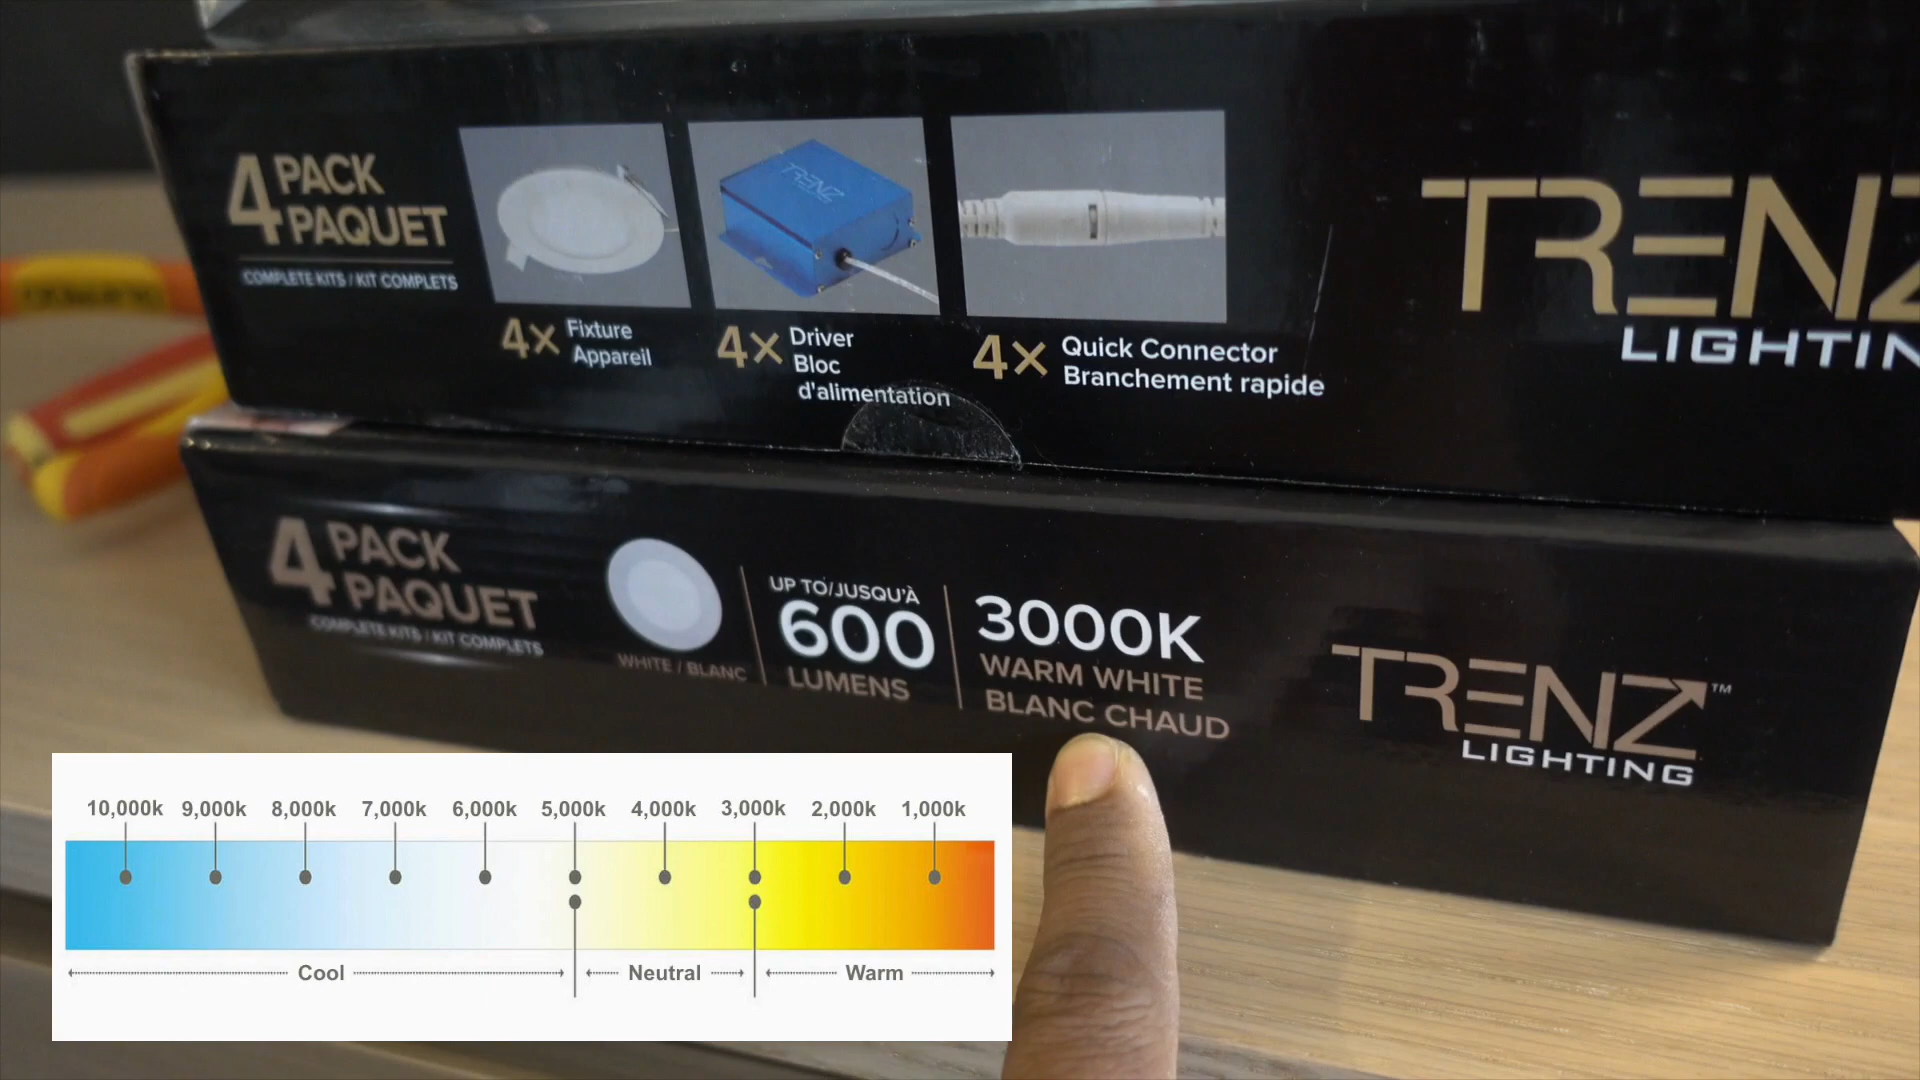 4 PACK
PAQUET
COMPLETE KITS / KIT COMPLETS
TRENZ
4x Fixture
Appareil
4x Driver
Bloc
d'alimentation
4x Quick Connector
Branchement rapide
TRENZ
LIGHTIN
4 PACK
PAQUET
COMPLETE KITS / KIT COMPLETS
WHITE / BLANC
UP TO/JUSQU'À
600
LUMENS
3000K
WARM WHITE
BLANC CHAUD
TRENZ™
LIGHTING
10,000k 9,000k 8,000k 7,000k 6,000k 5,000k 4,000k 3,000k 2,000k 1,000k
Cool Neutral Warm